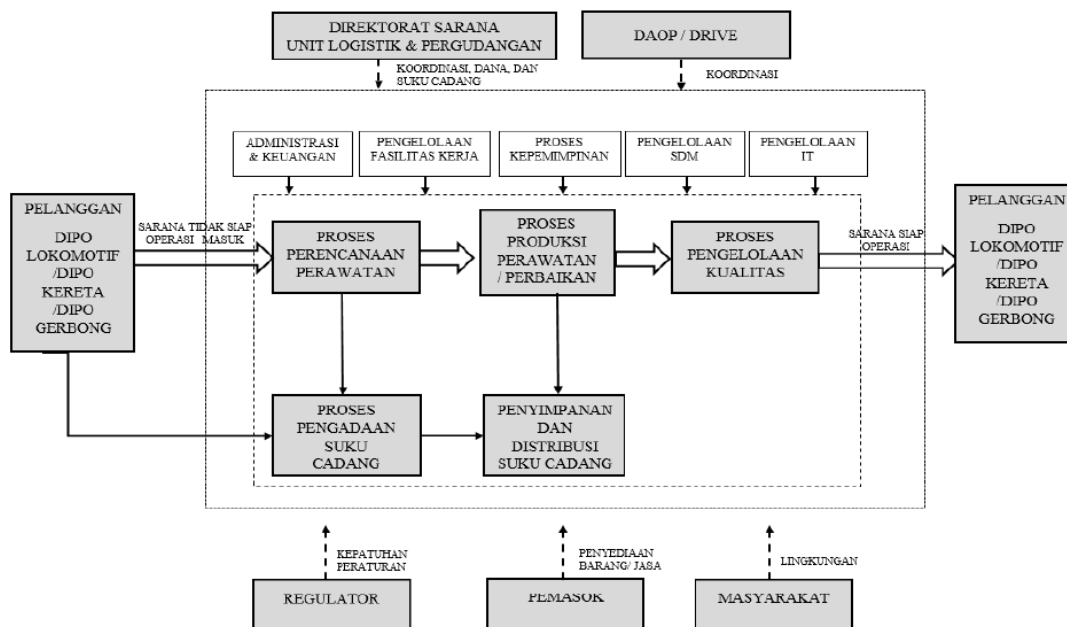 DIREKTORAT SARANA
UNIT LOGISTIK & PERGUDANGAN
DAOP / DRIVE
KOORDINASI, DANA, DAN
SUKU CADANG
KOORDINASI
ADMINISTRASI
& KEUANGAN
PENGELOLAAN
FASILITAS KERJA
PROSES
KEPEMIMPINAN
PENGELOLAAN
SDM
PENGELOLAAN
IT
PELANGGAN
DIPO
LOKOMOTIF
/DIPO
KERETA
/DIPO
GERBONG
SARANA TIDAK SIAP
OPERASI MASUK
PROSES
PERENCANAAN
PERAWATAN
PROSES
PRODUKSI
PERAWATAN
/ PERBAIKAN
PROSES
PENGELOLAAN
KUALITAS
SARANA SIAP
OPERASI
PELANGGAN
DIPO
LOKOMOTIF
/DIPO
KERETA
/DIPO
GERBONG
PROSES
PENGADAAN
SUKU
CADANG
PENYIMPANAN
DAN
DISTRIBUSI
SUKU CADANG
KEPATUHAN
PERATURAN
PENYEDIAAN
BARANG/ JASA
LINGKUNGAN
REGULATOR
PEMASOK
MASYARAKAT